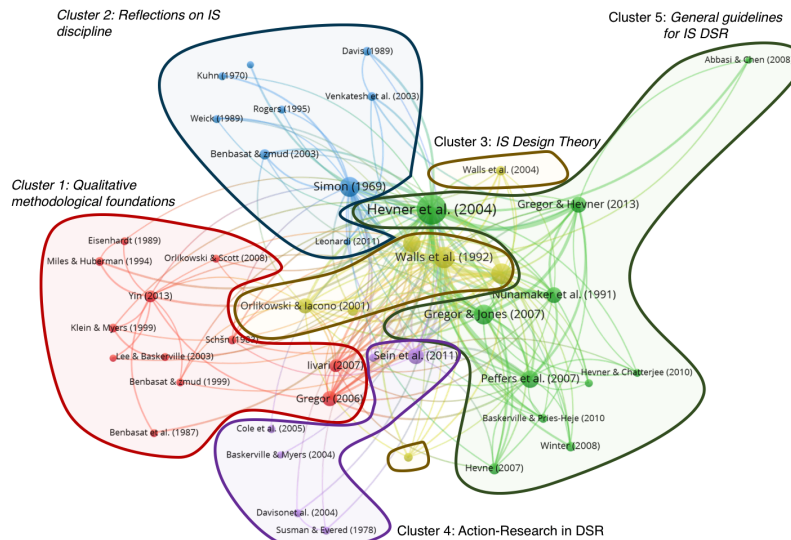 Cluster 2: Reflections on IS
discipline
Cluster 5: General guidelines
for IS DSR
Davis (1989)
Abbasi & Chen (2008
Kuhn (1970)
Venkatesh et al. (2003)
Rogers (1995)
Weick (1989)
Benbasat & zmud (2003)
Cluster 3: IS Design Theory
Walls et al. (2004)
Cluster 1: Qualitative
methodological foundations
Simon (1969)
Hevner et al. (2004)
Gregor & Hevner (2013)
Eisenhardt (1989)
Leonardi (2011)
Miles & Huberman (1994)
Orlikowski & Scott (2008)
Walls et al. (1992)
Yin (2013)
Nunamaker et al. (1991)
Orlikowski & Iacono (2001)
Gregor & Jones (2007)
Klein & Myers (1999)
Schšn (1983)
Lee & Baskerville (2003)
Sein et al. (2011)
Iivari (2007)
Hevner & Chatterjee (2010)
Benbasat & zmud (1999)
Peffers et al. (2007)
Gregor (2006)
Baskerville & Pries-Heje (2010
Cole et al. (2005)
Benbasat et al. (1987)
Winter (2008)
Baskerville & Myers (2004)
Hevne (2007)
Davisonet al. (2004)
Susman & Evered (1978)
Cluster 4: Action-Research in DSR